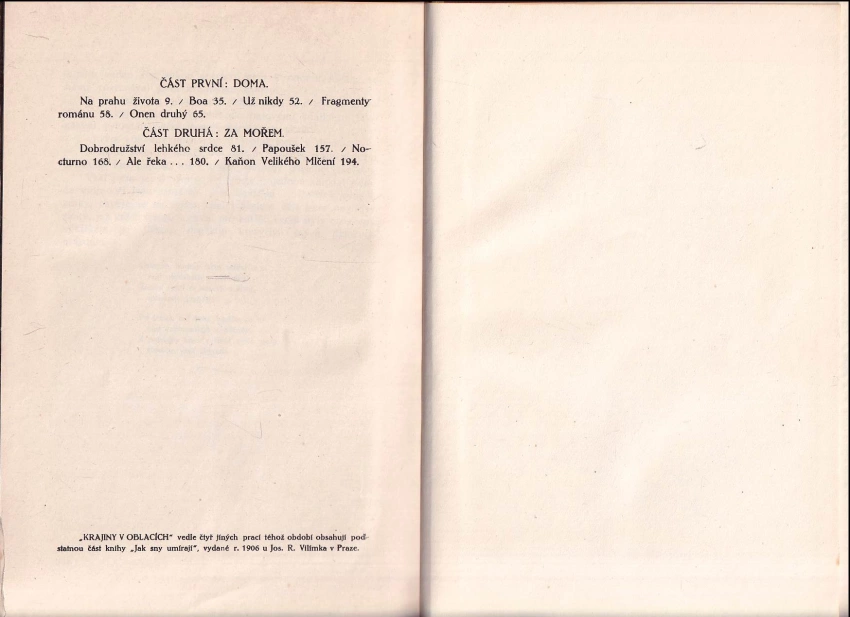 ČÁST PRVNÍ: DOMA.
Na prahu života 9. / Boa 35. / Už nikdy 52. / Fragmenty
románu 58. / Onen druhý 65.
ČÁST DRUHÁ: ZA MOŘEM.
Dobrodružství lehkého srdce 81. / Papoušek 157. / No-
cturno 168. / Ale řeka ... 180. / Kaňon Velikého Mlčení 194.
„KRAJINY V OBLACÍCH“ vedle čtyř jiných prací téhož období obsahují pod-
statnou část knihy „Jak sny umírají“, vydané r. 1906 u Jos. R. Vilímka v Praze.